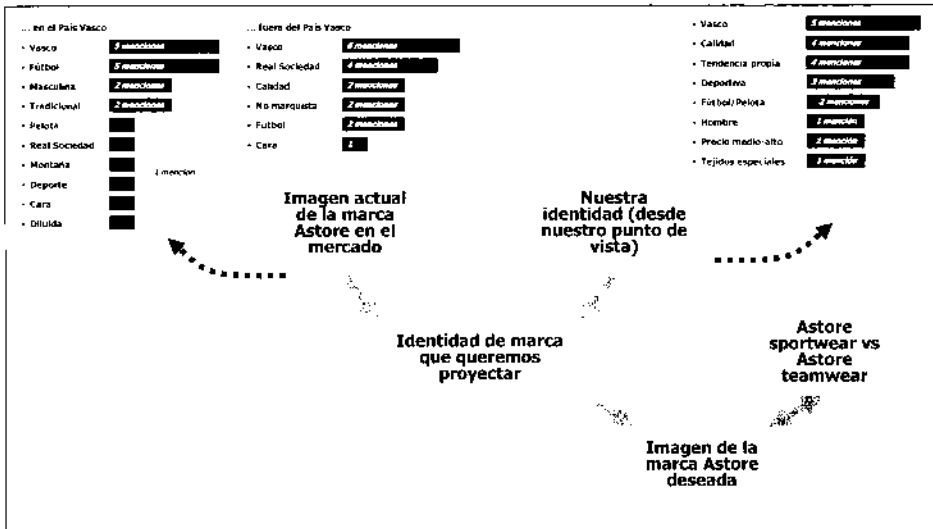 ... en el País Vasco
• Vasco 5 menciones
• Fútbol 5 menciones
• Masculina 2 menciones
• Tradicional 2 menciones
• Pelota
• Real Sociedad
• Montaña
• Deporte
• Cara
• Diluida
1 mención
... fuera del País Vasco
• Vasco 6 menciones
• Real Sociedad 4 menciones
• Calidad 2 menciones
• No marquista 2 menciones
• Futbol 2 menciones
• Cara 1
• Vasco 5 menciones
• Calidad 4 menciones
• Tendencia propia 4 menciones
• Deportiva 3 menciones
• Fútbol/Pelota 2 menciones
• Hombre 1 mención
• Precio medio-alto 1 mención
• Tejidos especiales 1 mención
Imagen actual
de la marca
Astore en el
mercado
Nuestra
identidad (desde
nuestro punto de
vista)
Identidad de marca
que queremos
proyectar
Astore
sportwear vs
Astore
teamwear
Imagen de la
marca Astore
deseada